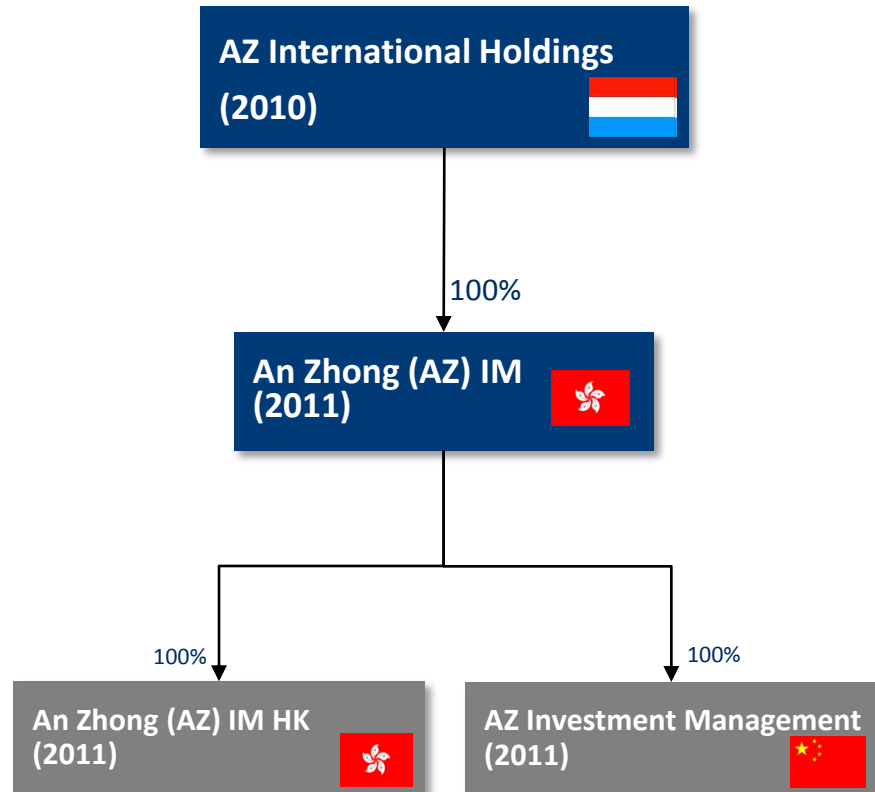 AZ International Holdings
(2010)
100%
An Zhong (AZ) IM
(2011)
100%
100%
An Zhong (AZ) IM HK
(2011)
AZ Investment Management
(2011)